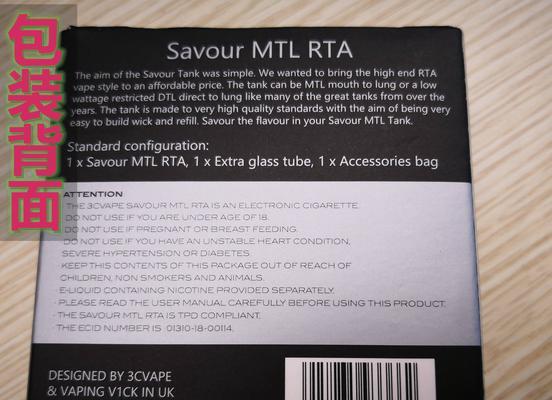 包装背面
Savour MTL RTA
The aim of the Savour Tank was simple. We wanted to bring the high end RTA
vape style to an affordable price. The tank can be MTL mouth to lung or a low
wattage restricted DTL direct to lung like many of the great tanks from over the
years. The tank is made to very high quality standards with the aim of being very
easy to build wick and refill. Savour the flavour in your Savour MTL Tank.
Standard configuration:
1 x Savour MTL RTA, 1 x Extra glass tube, 1 x Accessories bag
ATTENTION
· THE 3CVAPE SAVOUR MTL RTA IS AN ELECTRONIC CIGARETTE.
· DO NOT USE IF YOU ARE UNDER AGE OF 18.
· DO NOT USE IF PREGNANT OR BREAST FEEDING.
· DO NOT USE IF YOU HAVE AN UNSTABLE HEART CONDITION,
SEVERE HYPERTENSION OR DIABETES.
· KEEP THIS CONTENTS OF THIS PACKAGE OUT OF REACH OF
CHILDREN, NON SMOKERS AND ANIMALS.
· E-LIQUID CONTAINING NICOTINE PROVIDED SEPARATELY.
· PLEASE READ THE USER MANUAL CAREFULLY BEFORE USING THIS PRODUCT.
· THE SAVOUR MTL RTA IS TPD COMPLIANT.
· THE ECID NUMBER IS :01310-18-00114.
DESIGNED BY 3CVAPE
& VAPING V1CK IN UK